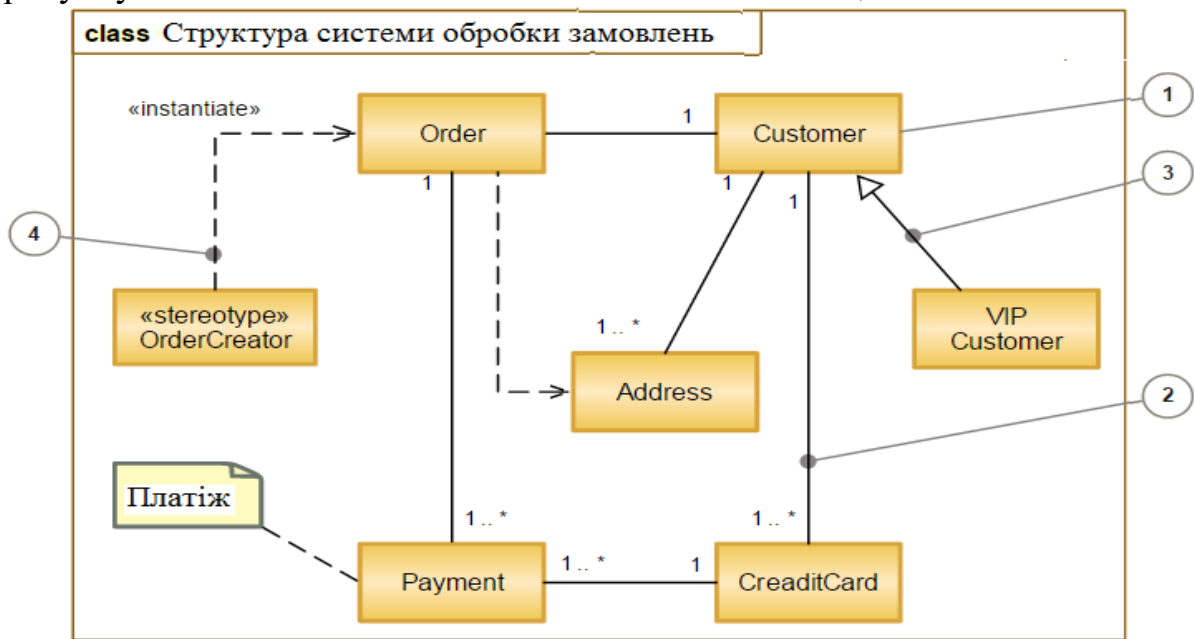 class Структура системи обробки замовлень
1
«instantiate»
Order
1
Customer
3
1
1
1
4
«stereotype»
OrderCreator
VIP
Customer
1 .. *
Address
2
Платіж
1 .. *
1 .. *
Payment
1 .. *
1
CreaditCard